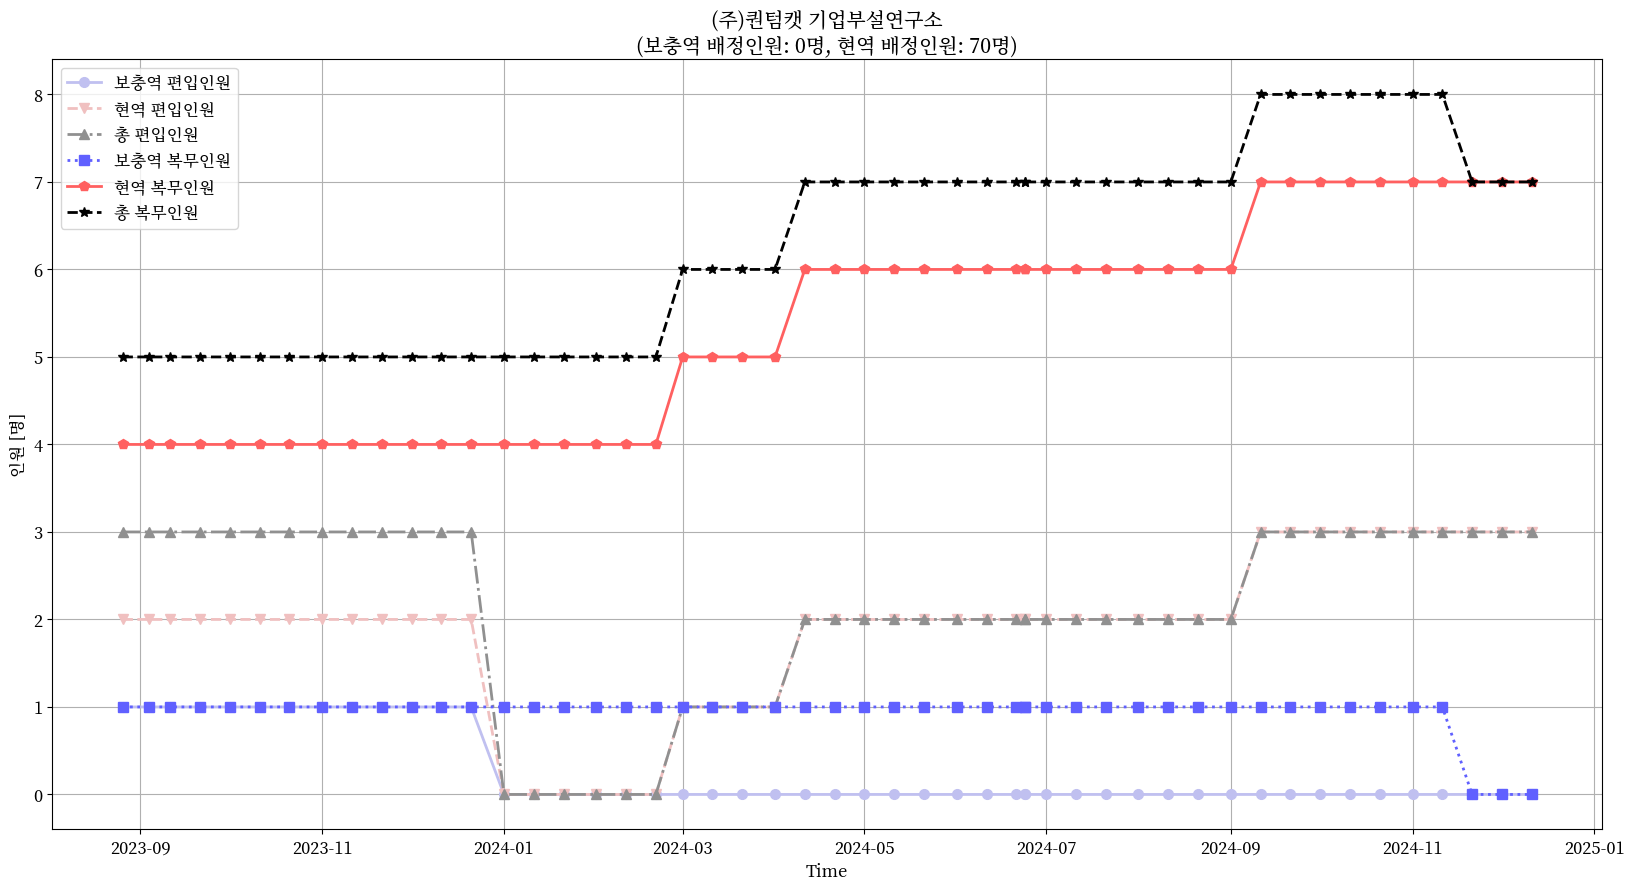 (주)퀀텀캣 기업부설연구소
(보충역 배정인원: 0명, 현역 배정인원: 70명)
보충역 편입인원
현역 편입인원
총 편입인원
보충역 복무인원
현역 복무인원
총 복무인원
8
7
6
5
4
3
2
1
0
인원 [명]
2023-09
2023-11
2024-01
2024-03
2024-05
2024-07
2024-09
2024-11
2025-01
Time